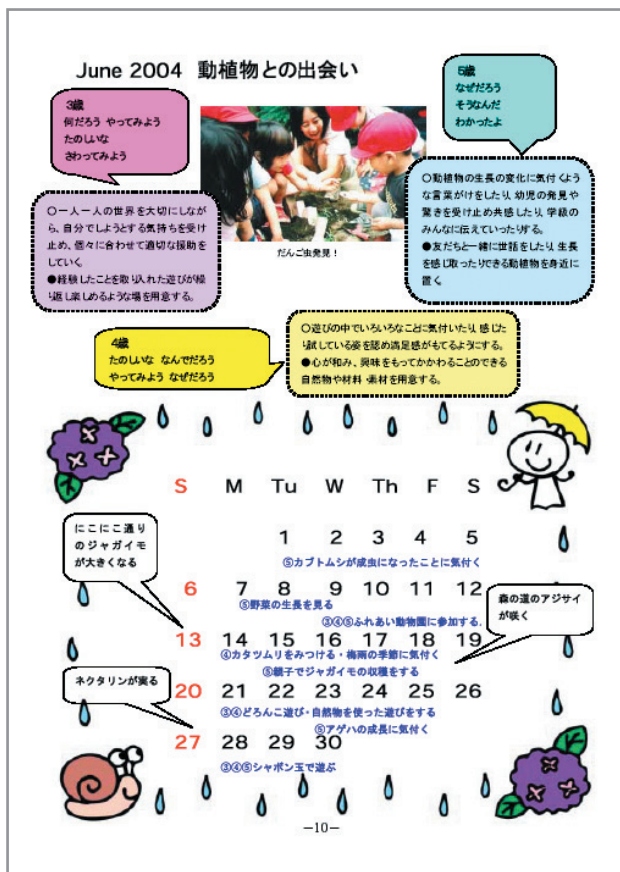 June 2004 動植物との出会い
3歳
何だろう やってみよう
たのしいな
さわってみよう
5歳
なぜだろう
そうなんだ
わかったよ
○一人一人の世界を大切にしなが
ら、自分でしようとする気持ちを受け
止め、個々に合わせて適切な援助を
していく。
●経験したことを取り入れた遊びが繰
り返し楽しめるような場を用意する。
だんご虫発見！
○動植物の生長の変化に気付くよう
な言葉がけをしたり、幼児の発見や
驚きを受け止め共感したり、学級の
みんなに伝えていったりする。
●友だちと一緒に世話をしたり、生長
を感じ取ったりできる動植物を身近に
置く。
4歳
たのしいな なんでだろう
やってみよう なぜだろう
○遊びの中でいろいろなことに気付いたり、感じた
り試している姿を認め満足感がもてるようにする。
●心が和み、興味をもってかかわることのできる
自然物や材料・素材を用意する。
S M Tu W Th F S
にこにこ通り
のジャガイモ
が大きくなる
1 2 3 4 5
⑤カブトムシが成虫になったことに気付く
6 7 8 9 10 11 12
⑤野菜の生長を見る
③④⑤ふれあい動物園に参加する.
森の道のアジサイ
が咲く
13 14 15 16 17 18 19
④カタツムリをみつける・梅雨の季節に気付く
⑤親子でジャガイモの収穫をする
ネクタリンが実る
20 21 22 23 24 25 26
③④どろんこ遊び・自然物を使った遊びをする
⑤アゲハの成長に気付く
27 28 29 30
③④⑤シャボン玉で遊ぶ
－10－